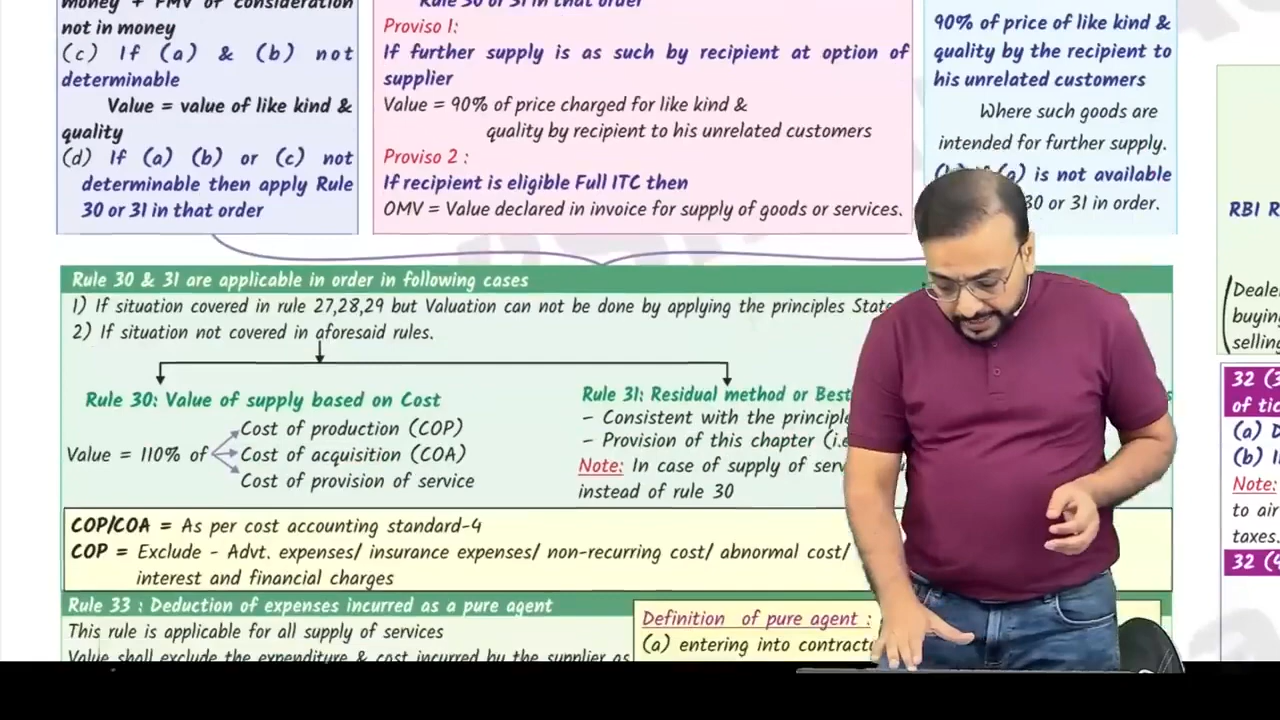 money + FMV of consideration
not in money
(c) If (a) & (b) not
determinable
Value = value of like kind &
quality
(d) If (a) (b) or (c) not
determinable then apply Rule
30 or 31 in that order
Rule 30 or 31 in that order
Proviso 1:
If further supply is as such by recipient at option of
supplier
Value = 90% of price charged for like kind &
quality by recipient to his unrelated customers
Proviso 2 :
If recipient is eligible Full ITC then
OMV = Value declared in invoice for supply of goods or services.
90% of price of like kind &
quality by the recipient to
his unrelated customers
Where such goods are
intended for further supply.
(a) is not available
30 or 31 in order.
Rule 30 & 31 are applicable in order in following cases
1) If situation covered in rule 27,28,29 but Valuation can not be done by applying the principles
2) If situation not covered in aforesaid rules.
Rule 30: Value of supply based on Cost
Value = 110% of
Cost of production (COP)
Cost of acquisition (COA)
Cost of provision of service
Rule 31: Residual method or Best
– Consistent with the principle
– Provision of this chapter
Note: In case of supply of
instead of rule 30
COP/COA = As per cost accounting standard-4
COP = Exclude - Advt. expenses/ insurance expenses/ non-recurring cost/ abnormal cost/
interest and financial charges
Rule 33 : Deduction of expenses incurred as a pure agent
This rule is applicable for all supply of services
Value shall exclude the expenditure & cost incurred by the supplier as
Definition of pure agent :
(a) entering into
RBI
buying
selling
of
(a)
(b)
Note:
to air
taxes.